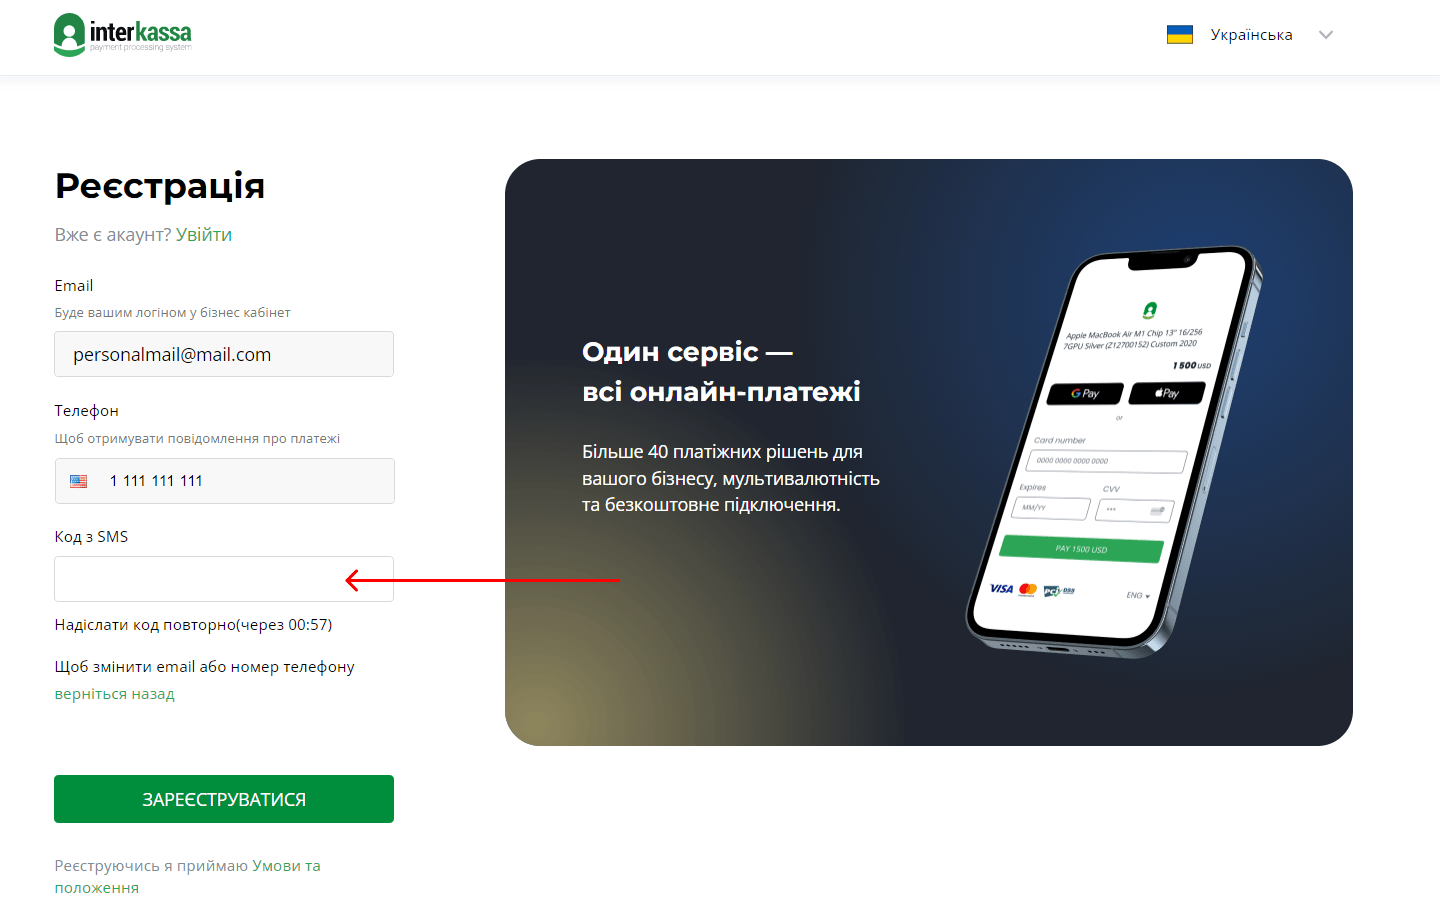 interkassa
payment processing system
Українська
Реєстрація
Вже є акаунт? Увійти
Email
Буде вашим логіном у бізнес кабінет
personalmail@mail.com
Телефон
Щоб отримувати повідомлення про платежі
1 111 111 111
Код з SMS
Надіслати код повторно(через 00:57)
Щоб змінити email або номер телефону
верніться назад
ЗАРЕЄСТРУВАТИСЯ
Реєструючись я приймаю Умови та
положення
Один сервіс —
всі онлайн-платежі
Більше 40 платіжних рішень для
вашого бізнесу, мультивалютність
та безкоштовне підключення.
Apple MacBook Air M1 Chip 13" 16/256
7GPU Silver (Z12700152) Custom 2020
1 500 USD
G Pay
Pay
or
Card number
0000 0000 0000 0000
Expires
CVV
MM/YY
***
PAY 1500 USD
VISA
mastercard
PCI DSS
ENG